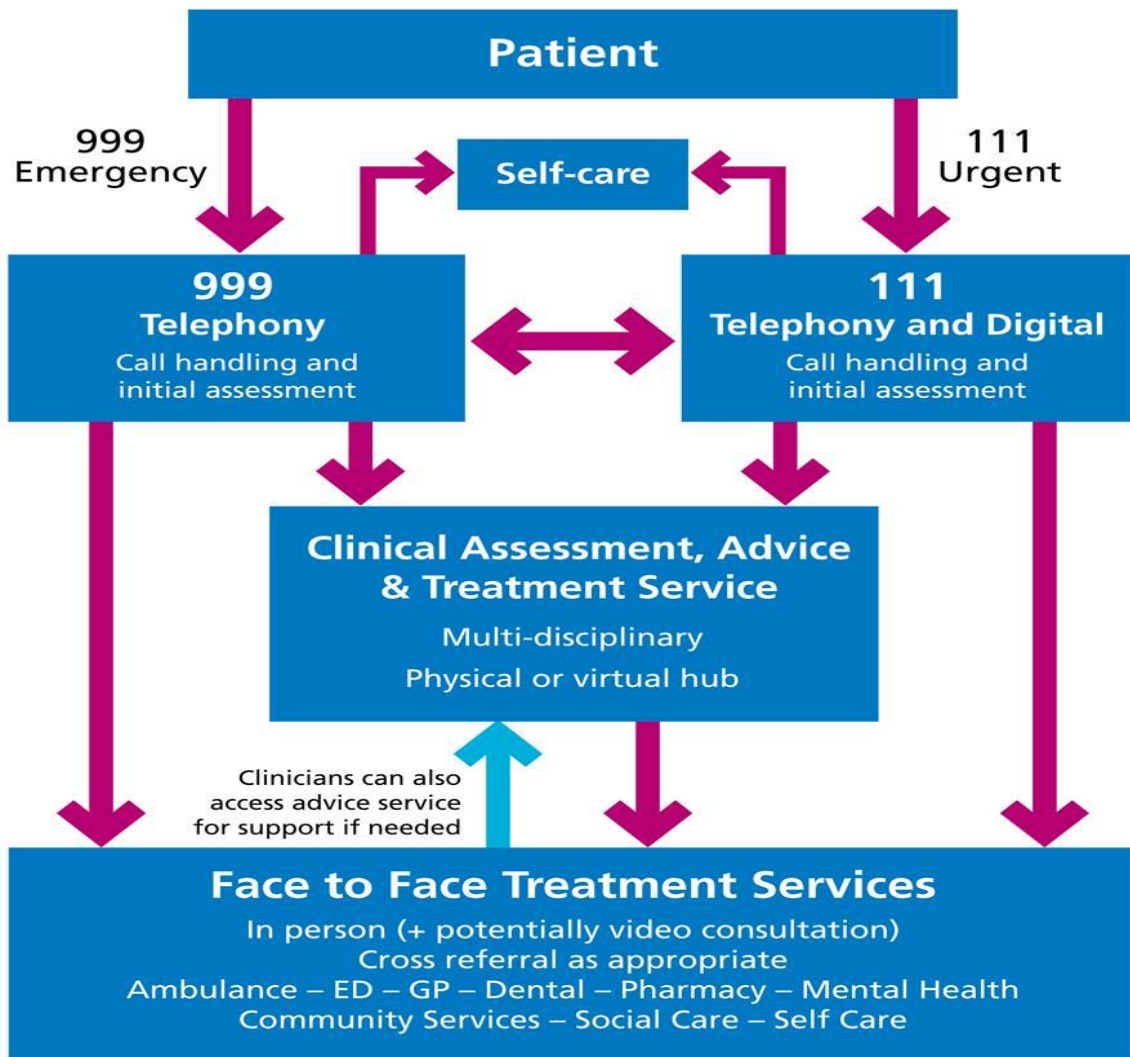 Patient
999
Emergency
111
Urgent
Self-care
999
Telephony
Call handling and
initial assessment
111
Telephony and Digital
Call handling and
initial assessment
Clinical Assessment, Advice
& Treatment Service
Multi-disciplinary
Physical or virtual hub
Clinicians can also
access advice service
for support if needed
Face to Face Treatment Services
In person (+ potentially video consultation)
Cross referral as appropriate
Ambulance – ED – GP – Dental – Pharmacy – Mental Health
Community Services – Social Care – Self Care